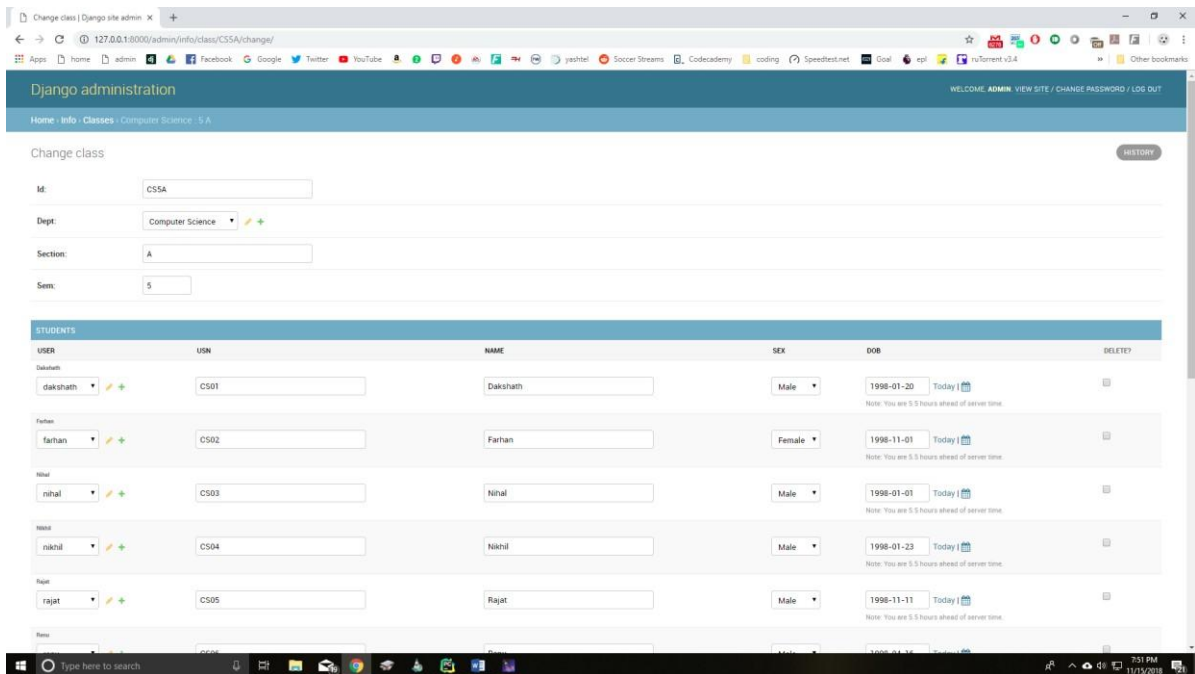 Change class | Django site admin
127.0.0.1:8000/admin/info/class/CS5A/change/
Apps home admin Facebook Google Twitter YouTube yashtel Soccer Streams Codecademy coding Speedtest.net Goal epl ruTorrent v3.4 » Other bookmarks
Django administration
WELCOME, ADMIN. VIEW SITE / CHANGE PASSWORD / LOG OUT
Home › Info › Classes › Computer Science : 5 A
Change class
HISTORY
Id: CS5A
Dept: Computer Science
Section: A
Sem: 5
STUDENTS
USER USN NAME SEX DOB DELETE?
Dakshath
dakshath CS01 Dakshath Male 1998-01-20 Today |
Note: You are 5.5 hours ahead of server time.
Farhan
farhan CS02 Farhan Female 1998-11-01 Today |
Note: You are 5.5 hours ahead of server time.
Nihal
nihal CS03 Nihal Male 1998-01-01 Today |
Note: You are 5.5 hours ahead of server time.
Nikhil
nikhil CS04 Nikhil Male 1998-01-23 Today |
Note: You are 5.5 hours ahead of server time.
Rajat
rajat CS05 Rajat Male 1998-11-11 Today |
Note: You are 5.5 hours ahead of server time.
Renu
Type here to search
7:51 PM
11/15/2018